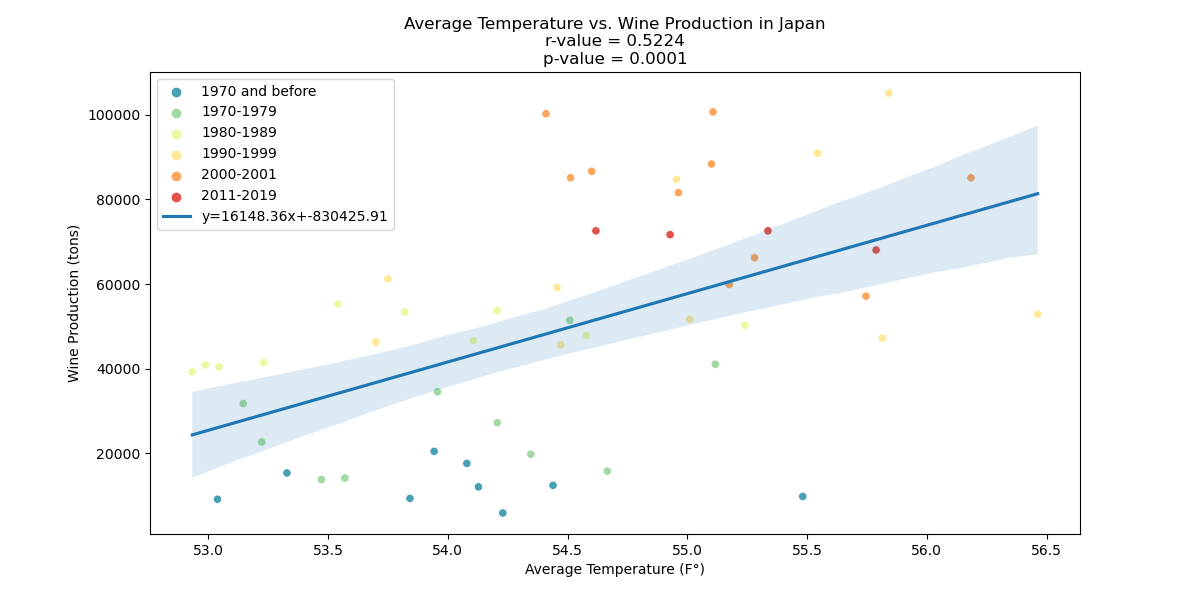 Average Temperature vs. Wine Production in Japan
r-value = 0.5224
p-value = 0.0001
1970 and before
1970-1979
1980-1989
1990-1999
2000-2001
2011-2019
y=16148.36x+-830425.91
Wine Production (tons)
100000
80000
60000
40000
20000
53.0 53.5 54.0 54.5 55.0 55.5 56.0 56.5
Average Temperature (F°)